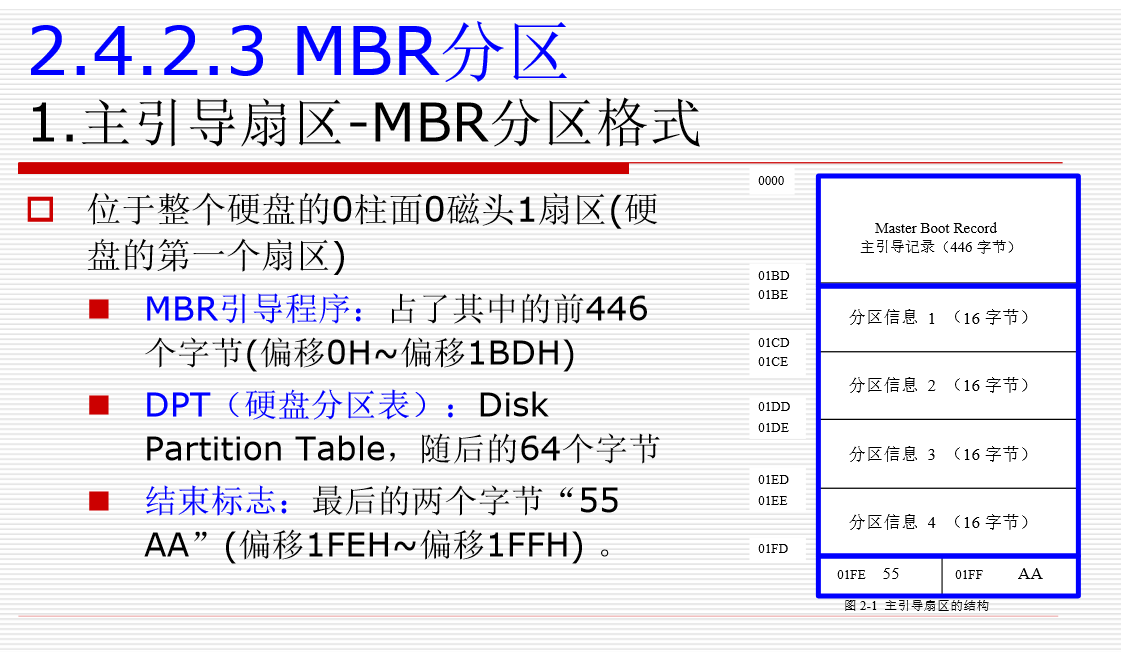 2.4.2.3 MBR分区
1.主引导扇区-MBR分区格式
位于整个硬盘的0柱面0磁头1扇区(硬
盘的第一个扇区)
MBR引导程序：占了其中的前446
个字节(偏移0H~偏移1BDH)
DPT（硬盘分区表）：Disk
Partition Table，随后的64个字节
结束标志：最后的两个字节“55
AA”(偏移1FEH~偏移1FFH) 。
0000
Master Boot Record
主引导记录（446 字节）
01BD
01BE
分区信息 1 （16 字节）
01CD
01CE
分区信息 2 （16 字节）
01DD
01DE
分区信息 3 （16 字节）
01ED
01EE
分区信息 4 （16 字节）
01FD
01FE 55 01FF AA
图 2-1 主引导扇区的结构